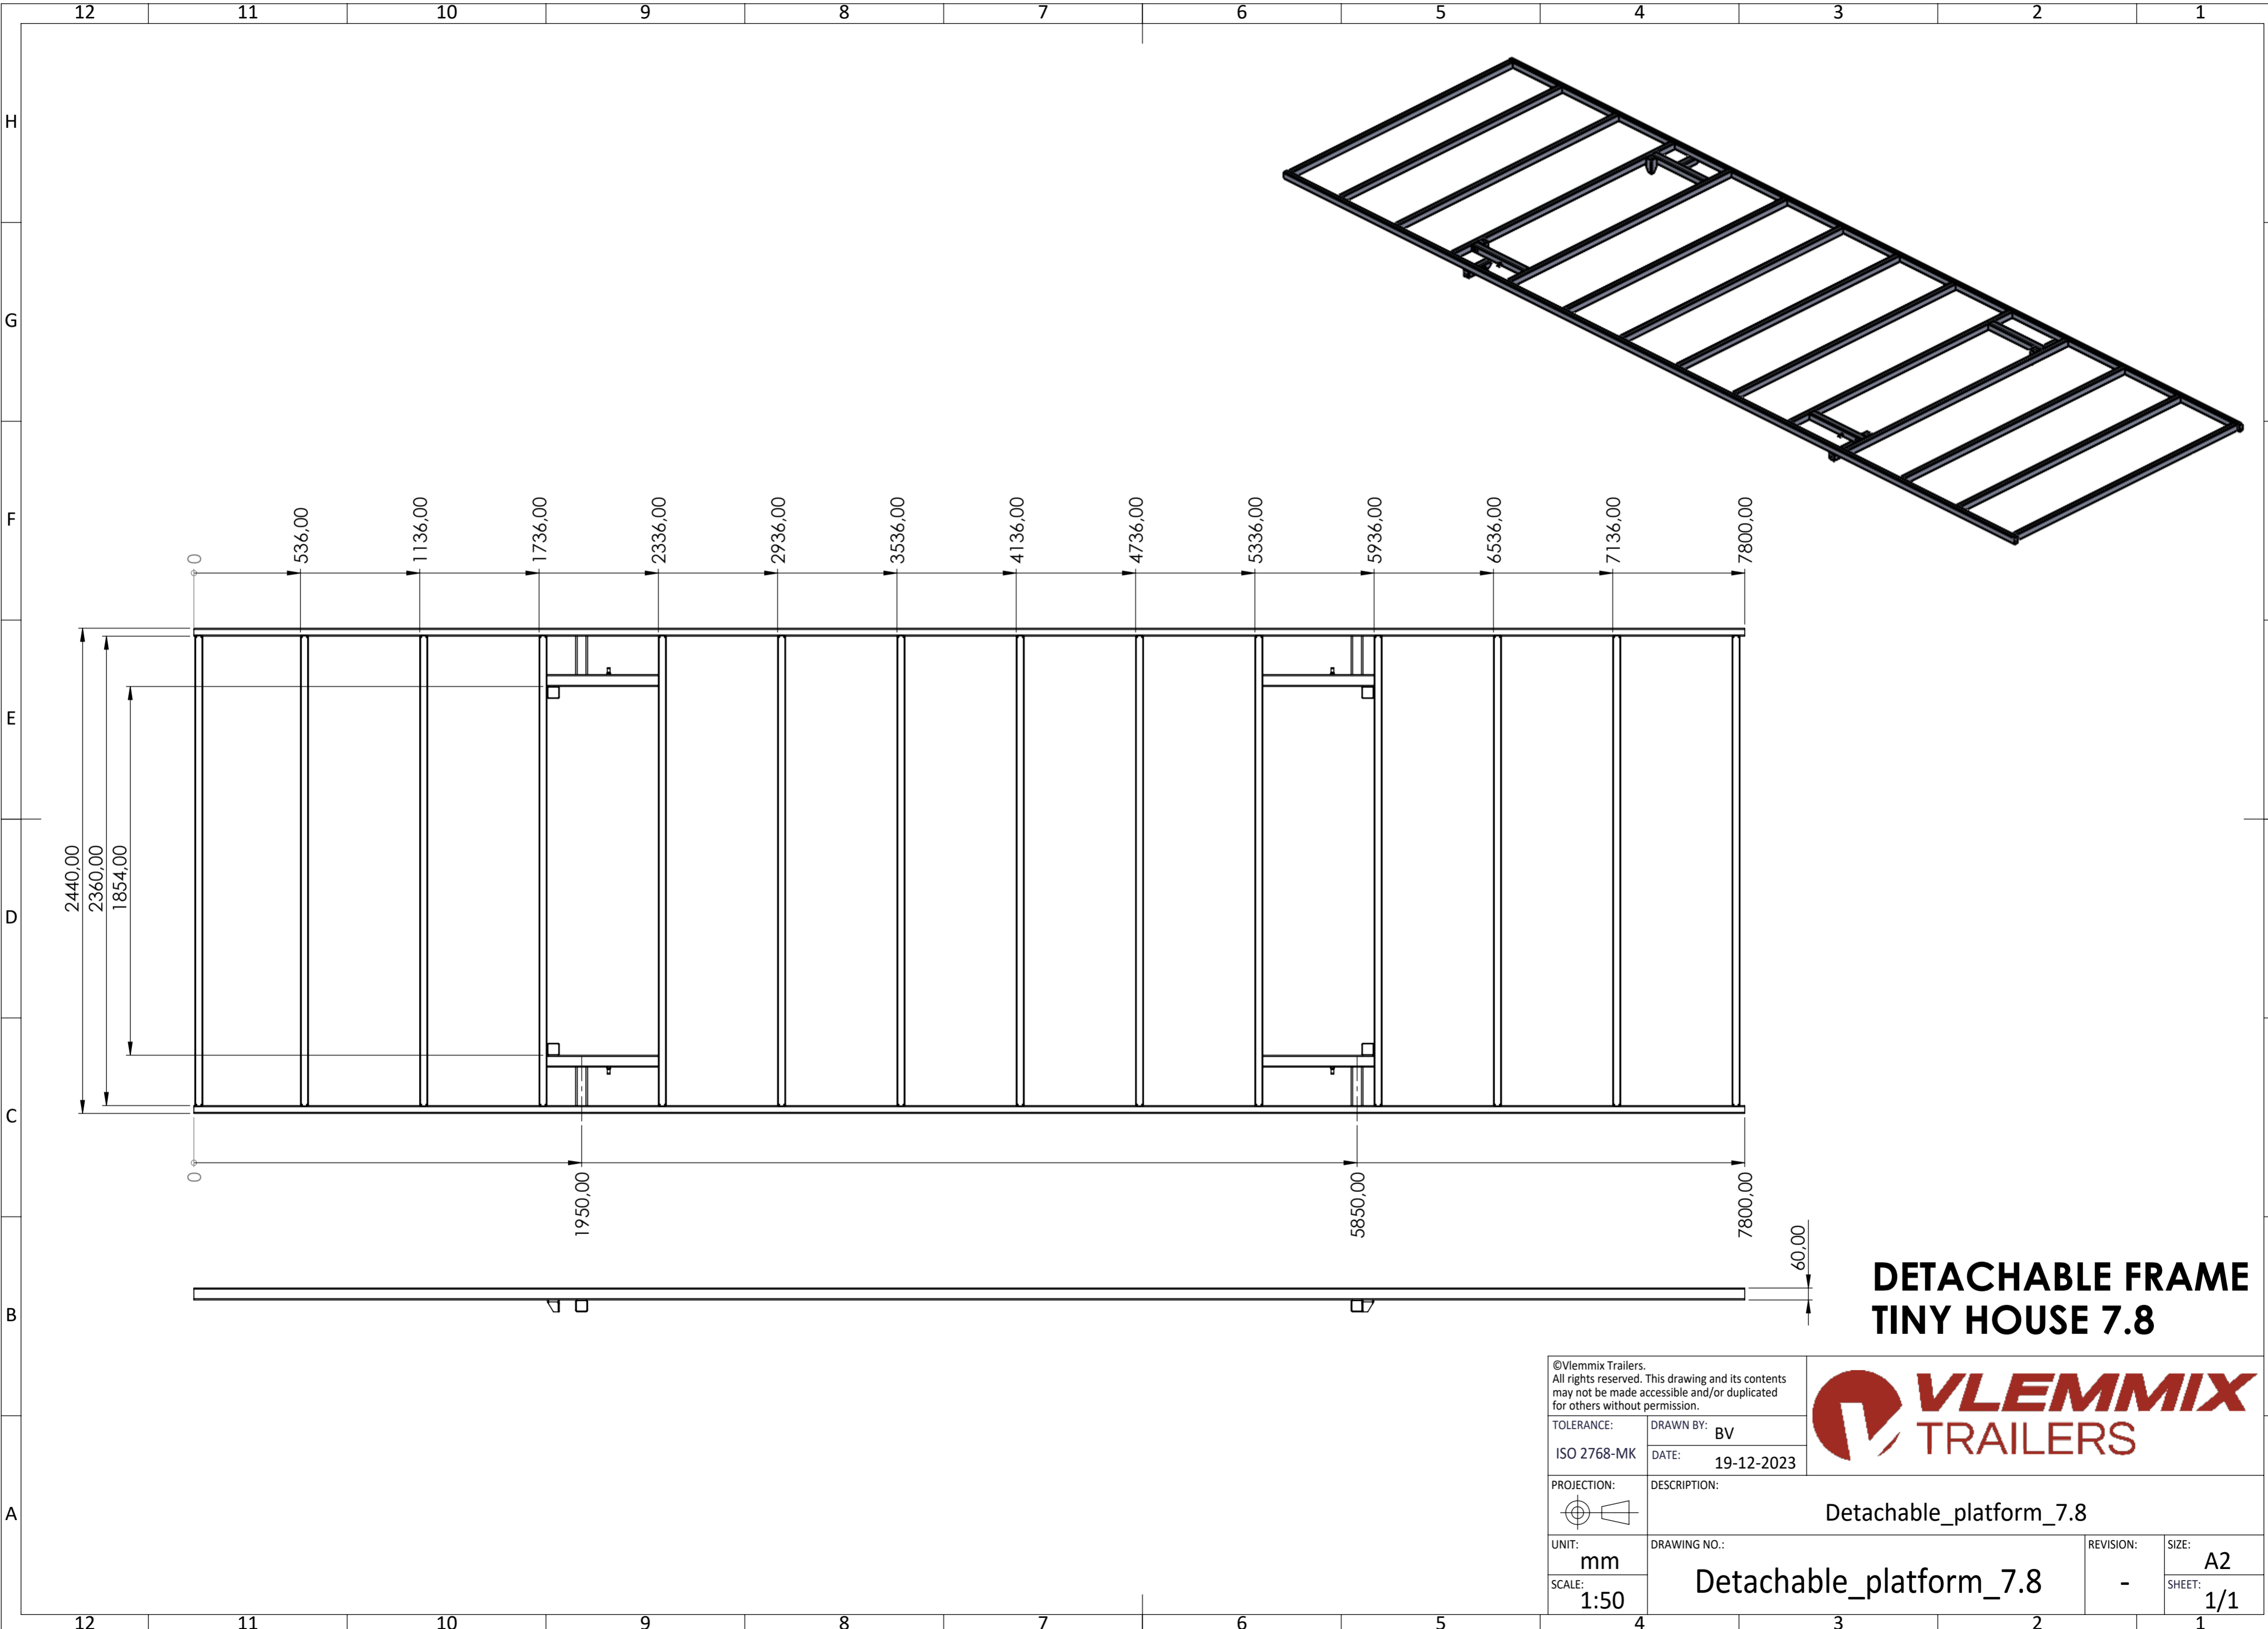 12 11 10 9 8 7 6 5 4 3 2 1
H
G
F
E
D
C
B
A
0 536,00 1136,00 1736,00 2336,00 2936,00 3536,00 4136,00 4736,00 5336,00 5936,00 6536,00 7136,00 7800,00
2440,00
2360,00
1854,00
0 1950,00 5850,00 7800,00
60,00
DETACHABLE FRAME
TINY HOUSE 7.8
©Vlemmix Trailers.
All rights reserved. This drawing and its contents
may not be made accessible and/or duplicated
for others without permission.
VLEMMIX
TRAILERS
TOLERANCE:
ISO 2768-MK
DRAWN BY: BV
DATE: 19-12-2023
PROJECTION:
DESCRIPTION:
Detachable_platform_7.8
UNIT:
mm
SCALE:
1:50
DRAWING NO.:
Detachable_platform_7.8
REVISION:
-
SIZE:
A2
SHEET:
1/1
12 11 10 9 8 7 6 5 4 3 2 1